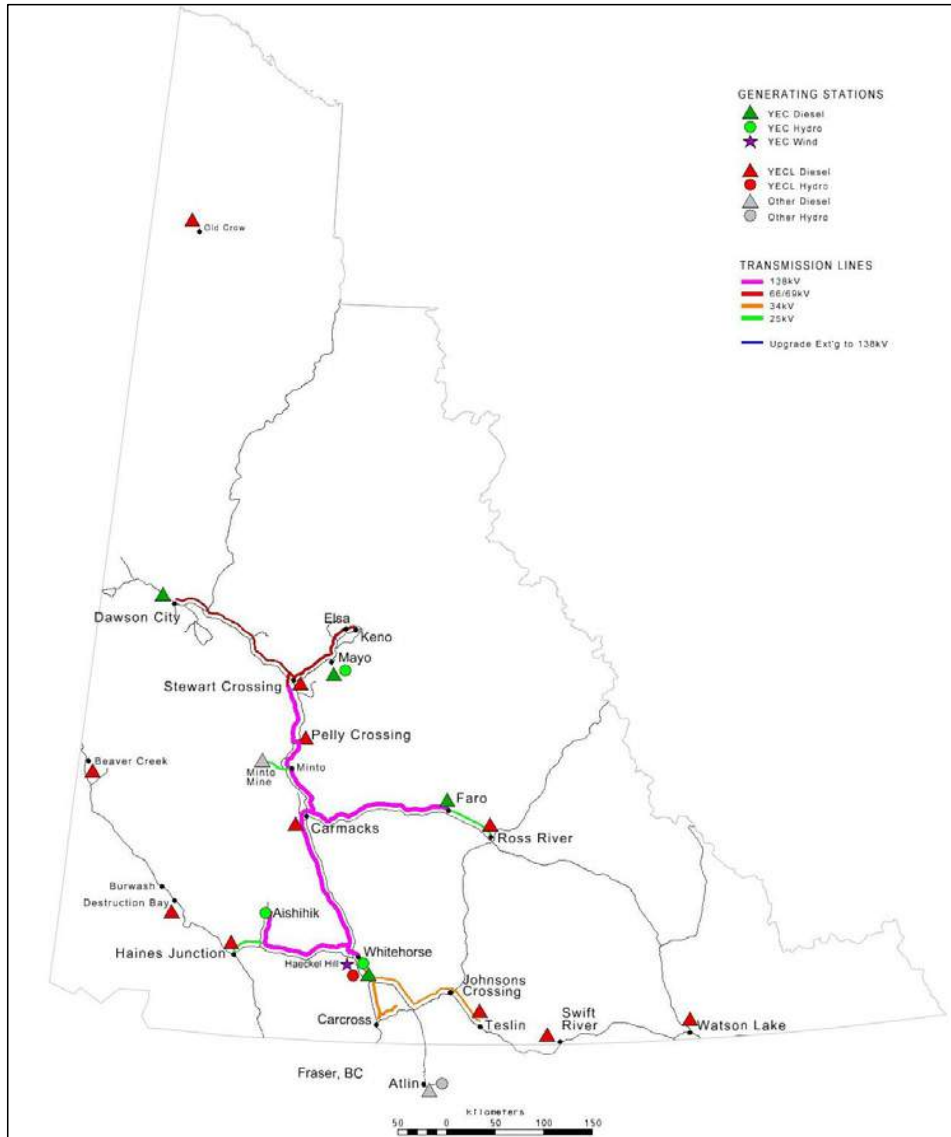 GENERATING STATIONS
YEC Diesel
YEC Hydro
YEC Wind
YECL Diesel
YECL Hydro
Other Diesel
Other Hydro
TRANSMISSION LINES
138kV
66/69kV
34kV
25kV
Upgrade Ext'g to 138kV
Old Crow
Dawson City
Elsa
Keno
Mayo
Stewart Crossing
Pelly Crossing
Beaver Creek
Minto
Mine
Minto
Faro
Carmacks
Ross River
Burwash
Destruction Bay
Aishihik
Haines Junction
Whitehorse
Haeckel Hill
Johnsons
Crossing
Carcross
Teslin
Swift
River
Watson Lake
Fraser, BC
Atlin
kilometers
50 0 50 100 150